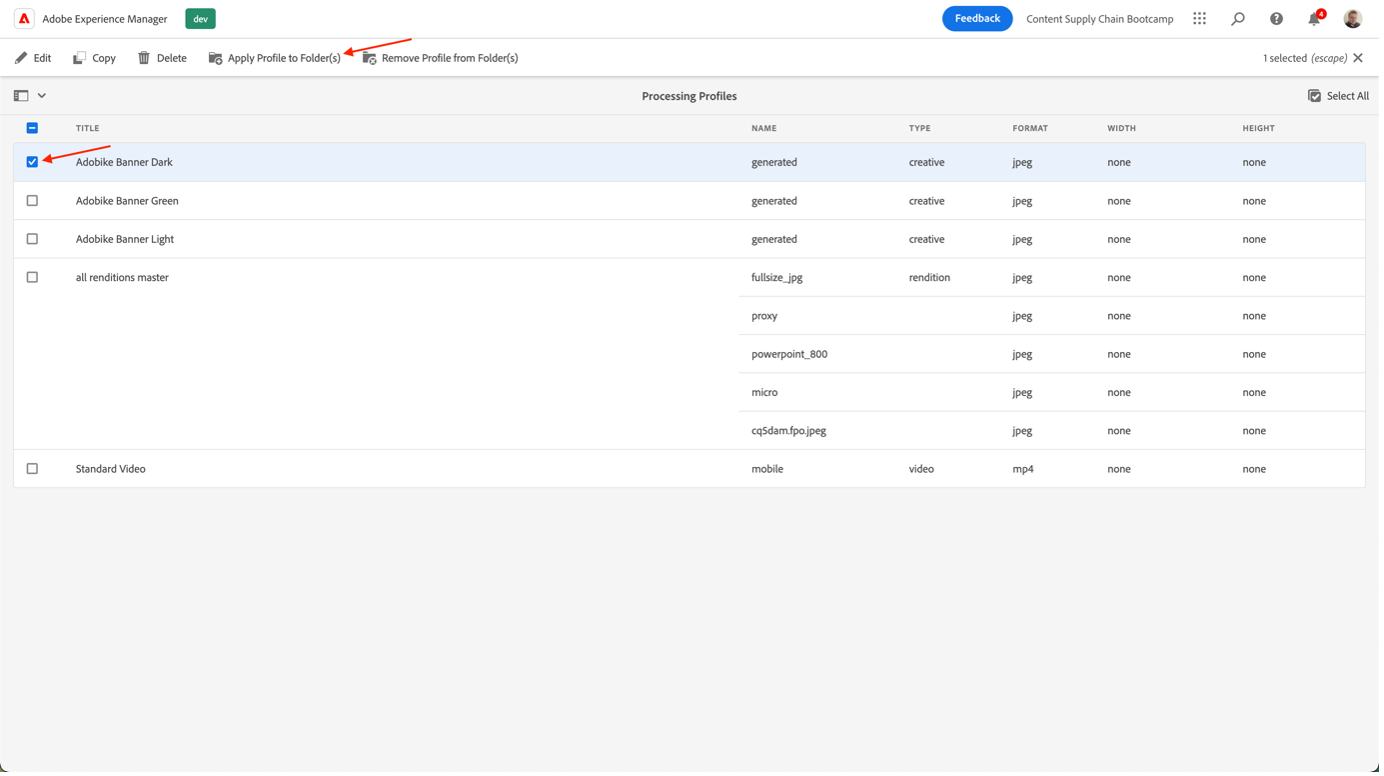 Adobe Experience Manager dev Feedback Content Supply Chain Bootcamp 4
Edit Copy Delete Apply Profile to Folder(s) Remove Profile from Folder(s) 1 selected (escape)
Processing Profiles Select All
TITLE NAME TYPE FORMAT WIDTH HEIGHT
Adobike Banner Dark generated creative jpeg none none
Adobike Banner Green generated creative jpeg none none
Adobike Banner Light generated creative jpeg none none
all renditions master fullsize_jpg rendition jpeg none none
proxy jpeg none none
powerpoint_800 jpeg none none
micro jpeg none none
cq5dam.fpo.jpeg jpeg none none
Standard Video mobile video mp4 none none